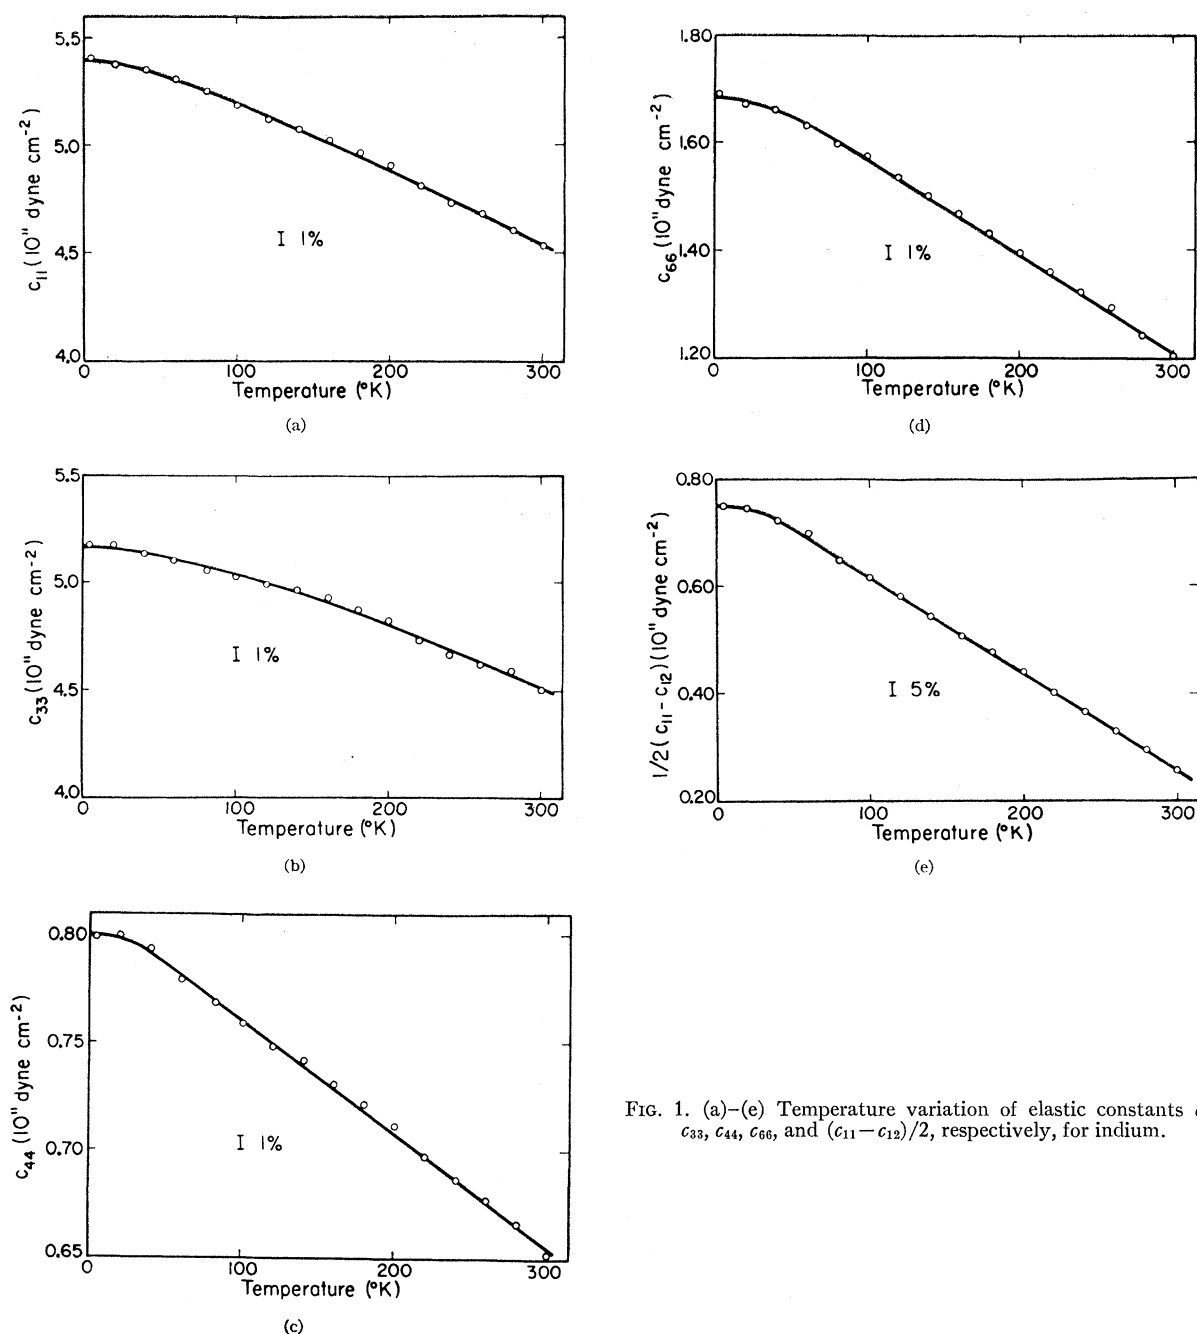 5.5
5.0
4.5
4.0
c₁₁ (10¹¹ dyne cm⁻²)
I 1%
0 100 200 300
Temperature (°K)
(a)
5.5
5.0
4.5
4.0
c₃₃ (10¹¹ dyne cm⁻²)
I 1%
0 100 200 300
Temperature (°K)
(b)
0.80
0.75
0.70
0.65
c₄₄ (10¹¹ dyne cm⁻²)
I 1%
0 100 200 300
Temperature (°K)
(c)
1.80
1.60
1.40
1.20
c₆₆ (10¹¹ dyne cm⁻²)
I 1%
0 100 200 300
Temperature (°K)
(d)
0.80
0.60
0.40
0.20
1/2(c₁₁ - c₁₂)(10¹¹ dyne cm⁻²)
I 5%
0 100 200 300
Temperature (°K)
(e)
FIG. 1. (a)–(e) Temperature variation of elastic constants
c₃₃, c₄₄, c₆₆, and (c₁₁−c₁₂)/2, respectively, for indium.